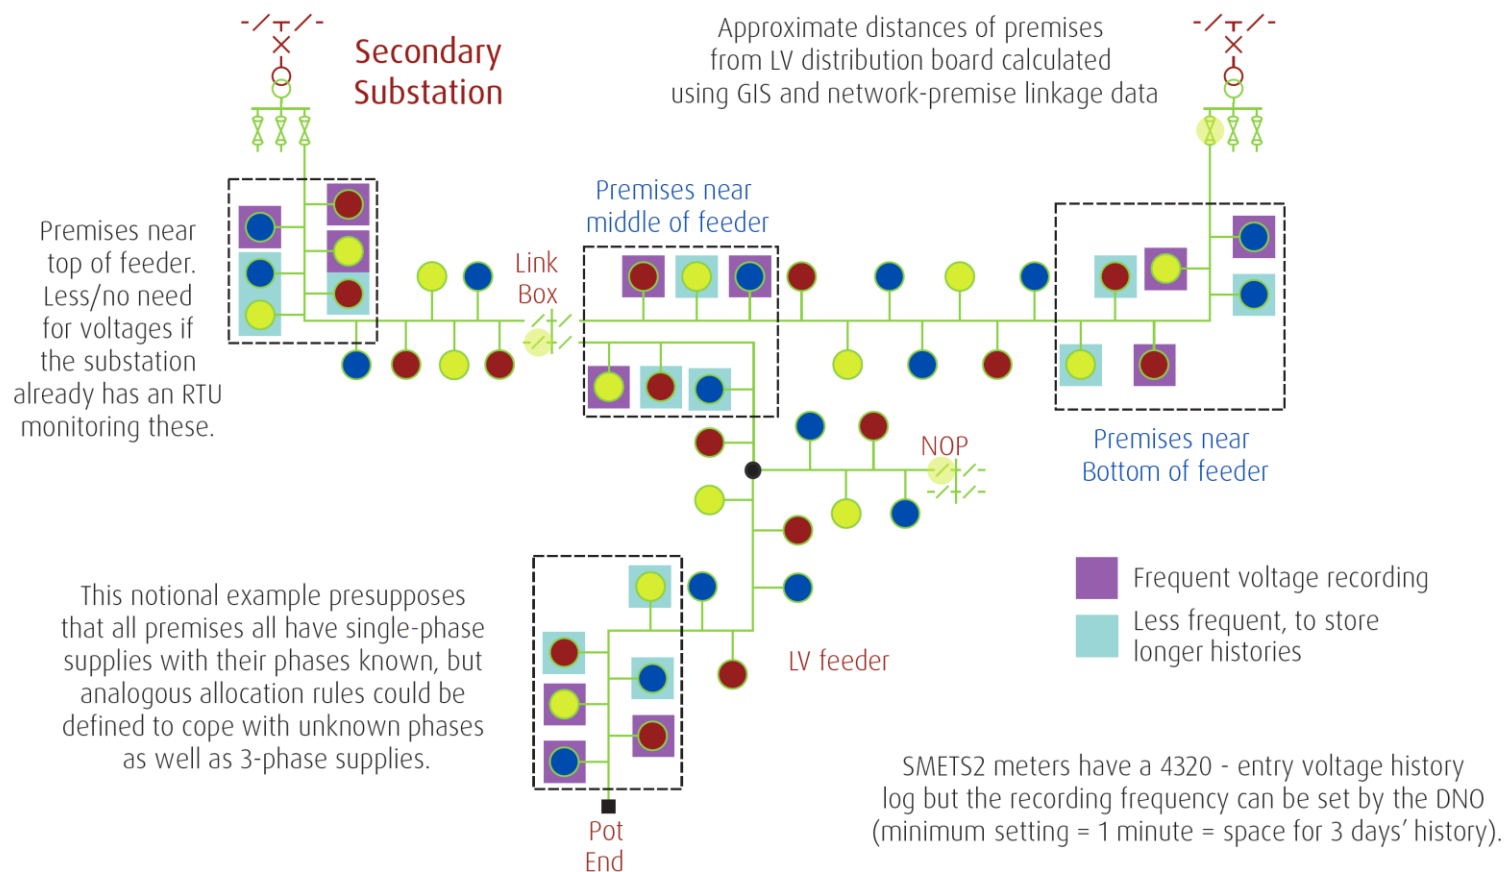 Secondary
Substation
Approximate distances of premises
from LV distribution board calculated
using GIS and network-premise linkage data
Premises near
top of feeder.
Less/no need
for voltages if
the substation
already has an RTU
monitoring these.
Link
Box
Premises near
middle of feeder
NOP
Premises near
Bottom of feeder
This notional example presupposes
that all premises all have single-phase
supplies with their phases known, but
analogous allocation rules could be
defined to cope with unknown phases
as well as 3-phase supplies.
LV feeder
Pot
End
Frequent voltage recording
Less frequent, to store
longer histories
SMETS2 meters have a 4320 - entry voltage history
log but the recording frequency can be set by the DNO
(minimum setting = 1 minute = space for 3 days’ history).